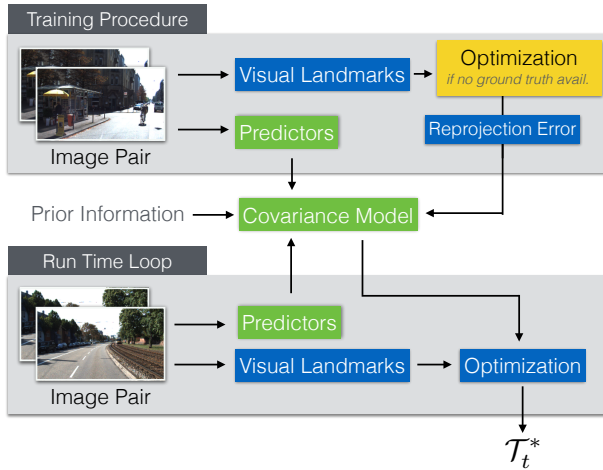 Training Procedure
Visual Landmarks
Optimization
if no ground truth avail.
Predictors
Reprojection Error
Image Pair
Prior Information
Covariance Model
Run Time Loop
Predictors
Visual Landmarks
Optimization
Image Pair
𝒯ₜ*